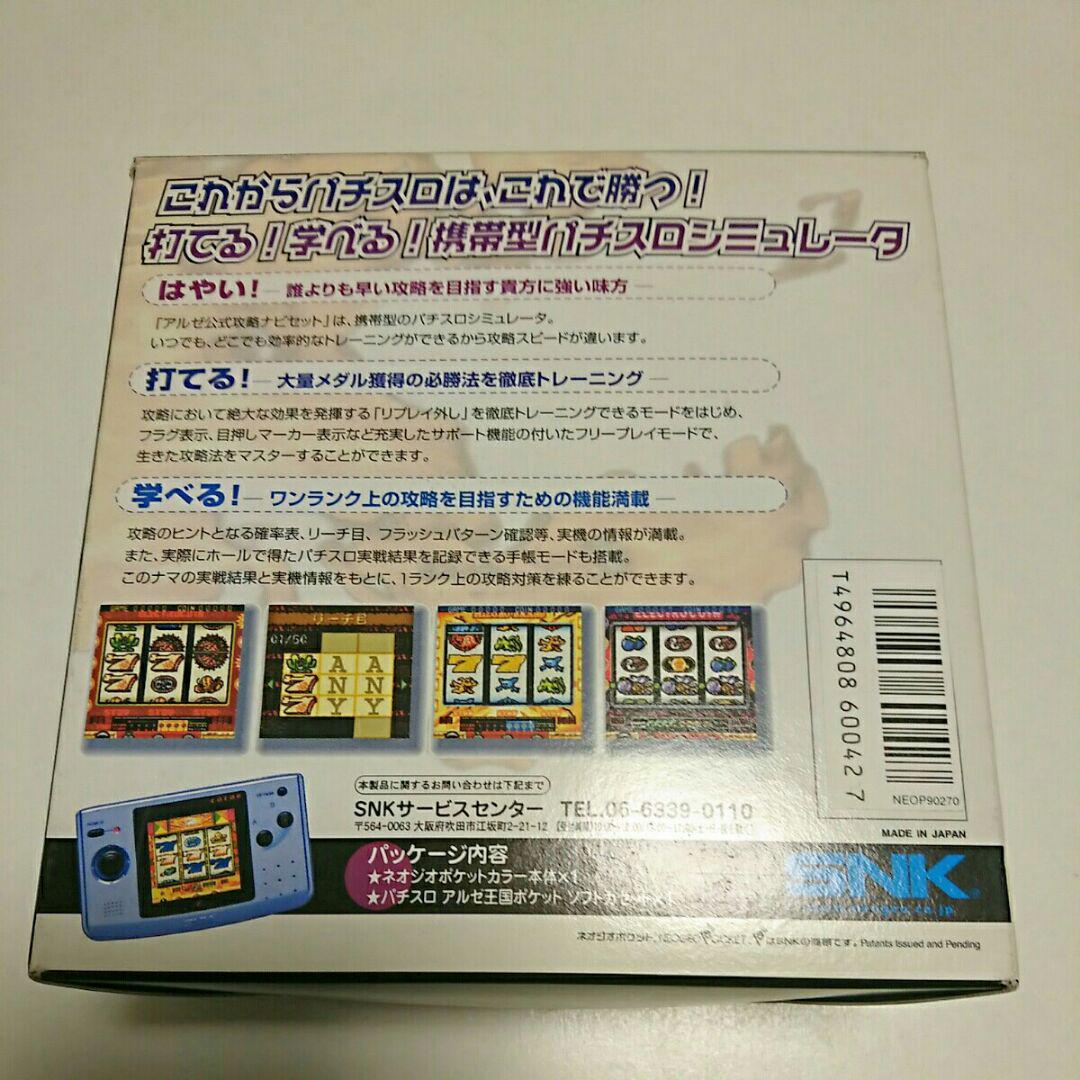 これからパチスロは、これで勝つ！
打てる！学べる！携帯型パチスロシミュレータ
はやい！ ― 誰よりも早い攻略を目指す貴方に強い味方 ―
「アルゼ公式攻略ナビセット」は、携帯型のパチスロシミュレータ。
いつでも、どこでも効率的なトレーニングができるから攻略スピードが違います。
打てる！ ― 大量メダル獲得の必勝法を徹底トレーニング ―
攻略において絶大な効果を発揮する「リプレイ外し」を徹底トレーニングできるモードをはじめ、
フラグ表示、目押しマーカー表示など充実したサポート機能の付いたフリープレイモードで、
生きた攻略法をマスターすることができます。
学べる！ ― ワンランク上の攻略を目指すための機能満載 ―
攻略のヒントとなる確率表、リーチ目、フラッシュパターン確認等、実機の情報が満載。
また、実際にホールで得たパチスロ実戦結果を記録できる手帳モードも搭載。
このナマの実戦結果と実機情報をもとに、1ランク上の攻略対策を練ることができます。
リーチ目
01/50
A A
N N
Y Y
T4964808 60042 7
NEOP90270
本製品に関するお問い合わせは下記まで
SNKサービスセンター TEL.06-6339-0110
〒564-0063 大阪府吹田市江坂町2-21-12
MADE IN JAPAN
パッケージ内容
★ネオジオポケットカラー本体×1
★パチスロ アルゼ王国ポケット ソフトカセット×1
SNK
ネオジオポケット、NEOGEO POCKET、はSNKの商標です。Patents Issued and Pending